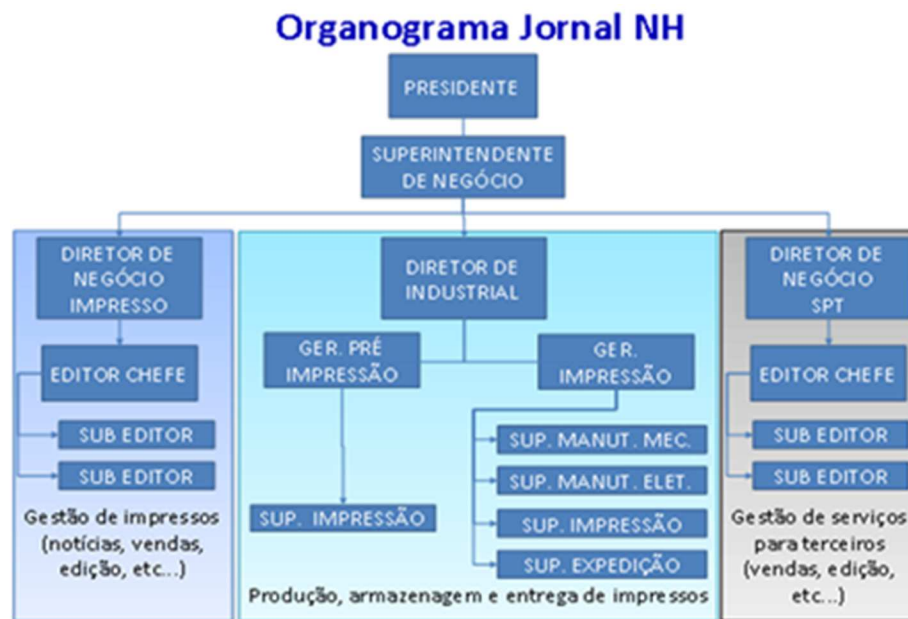 Organograma Jornal NH
PRESIDENTE
SUPERINTENDENTE
DE NEGÓCIO
DIRETOR DE
NEGÓCIO
IMPRESSO
EDITOR CHEFE
SUB EDITOR
SUB EDITOR
Gestão de impressos
(notícias, vendas,
edição, etc...)
DIRETOR DE
INDUSTRIAL
GER. PRÉ
IMPRESSÃO
SUP. IMPRESSÃO
GER.
IMPRESSÃO
SUP. MANUT. MEC.
SUP. MANUT. ELET.
SUP. IMPRESSÃO
SUP. EXPEDIÇÃO
Produção, armazenagem e entrega de impressos
DIRETOR DE
NEGÓCIO
SPT
EDITOR CHEFE
SUB EDITOR
SUB EDITOR
Gestão de serviços
para terceiros
(vendas, edição,
etc...)